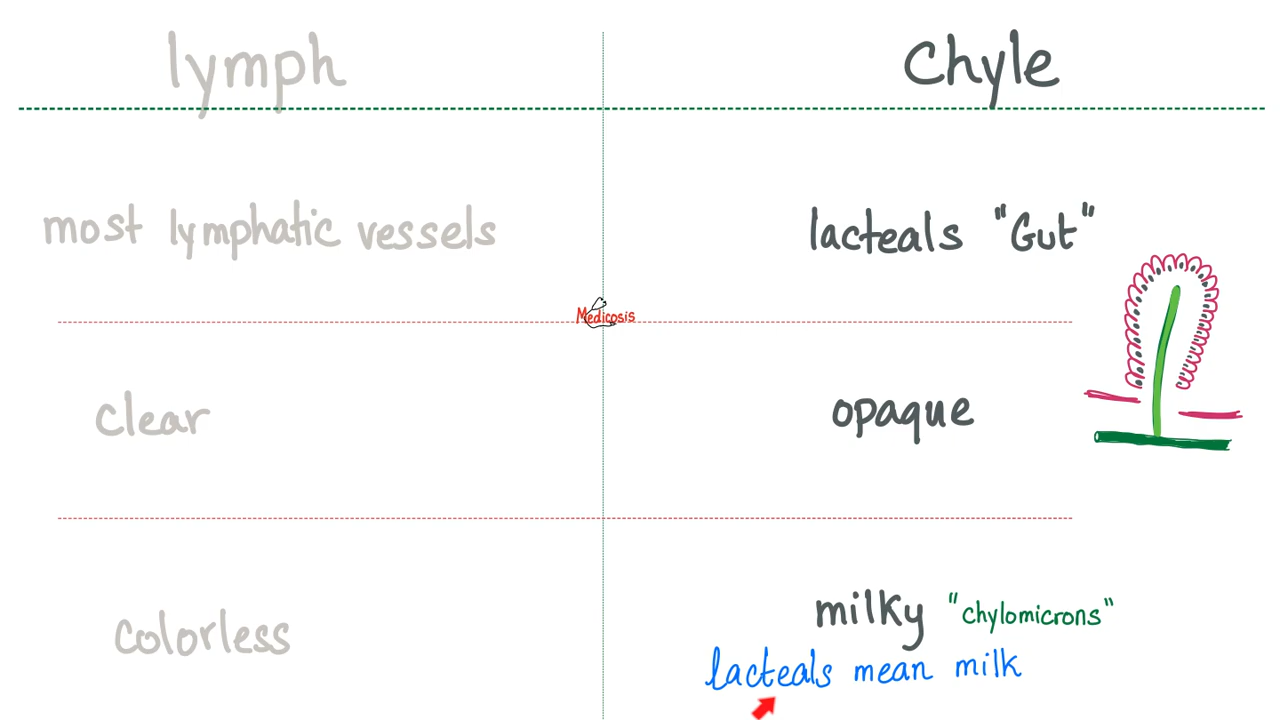 lymph Chyle
most lymphatic vessels lacteals "Gut"
Medicosis
clear opaque
colorless milky "chylomicrons"
lacteals mean milk